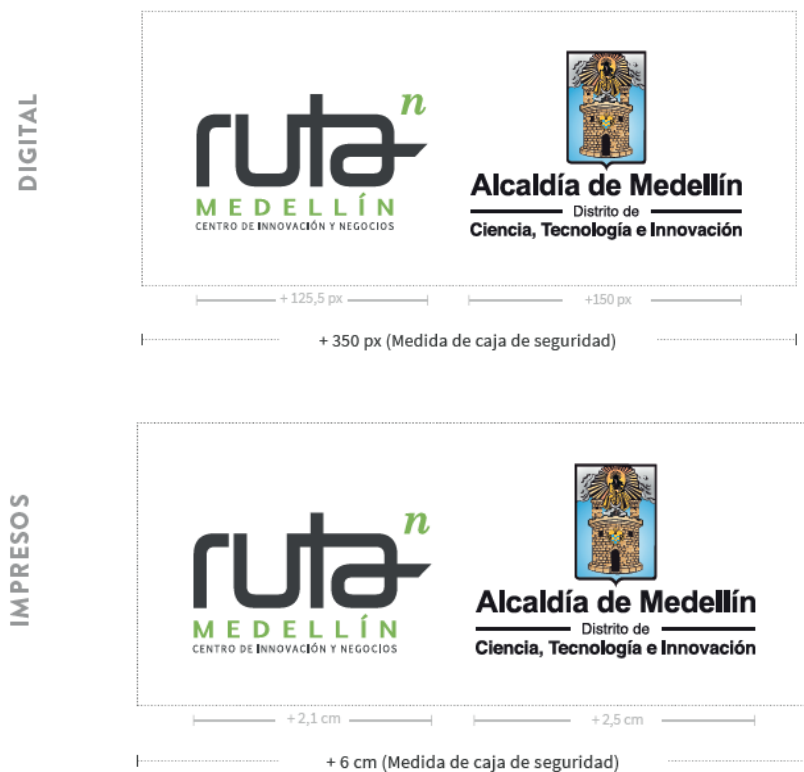 DIGITAL
ruta n
MEDELLÍN
CENTRO DE INNOVACIÓN Y NEGOCIOS
Alcaldía de Medellín
Distrito de
Ciencia, Tecnología e Innovación
+ 125,5 px
+150 px
+ 350 px (Medida de caja de seguridad)
IMPRESOS
ruta n
MEDELLÍN
CENTRO DE INNOVACIÓN Y NEGOCIOS
Alcaldía de Medellín
Distrito de
Ciencia, Tecnología e Innovación
+ 2,1 cm
+ 2,5 cm
+ 6 cm (Medida de caja de seguridad)